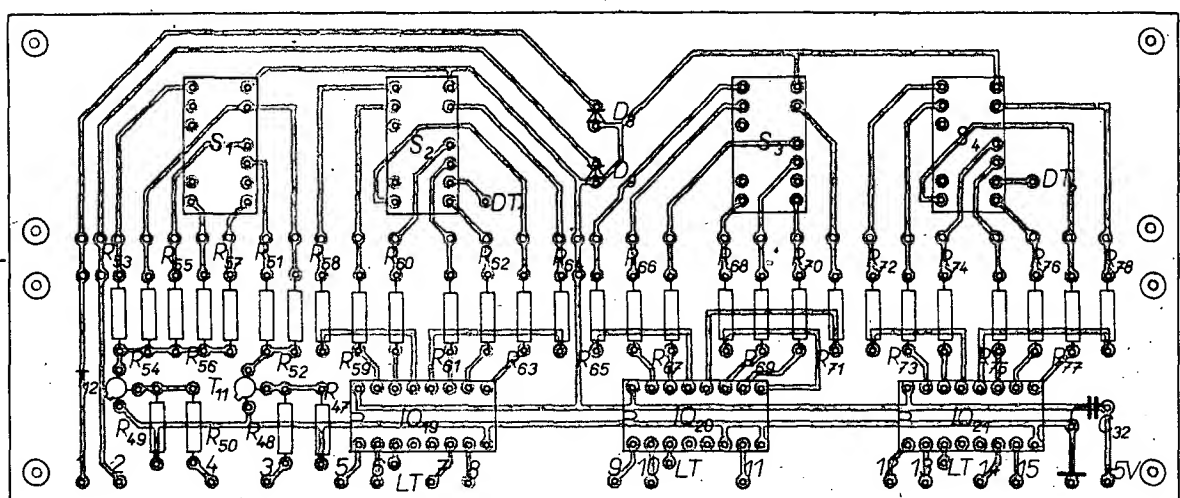 S1 S2 D S3 4
D
DT DT
R53 R55 R57 R51 R58 R60 R62 R64 R66 R68 R70 R72 R74 R76 R78
R54 R56 R52 R59 R61 R63 R65 R67 R69 R71 R73 R75 R77
T12 T11 R47
R49 R50 R48 IO19 IO20 IO21 C32
1 2 4 3 5 LT 7 8 9 10 LT 11 12 13 LT 14 15 5V